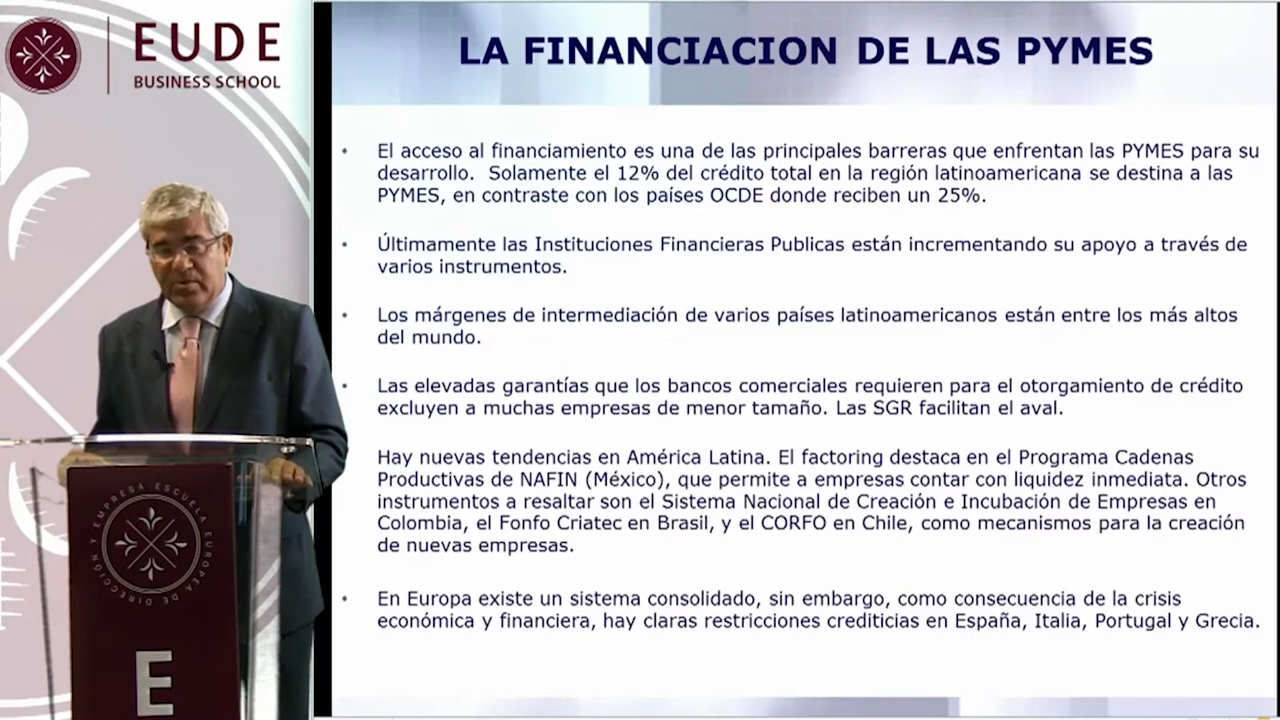 EUDE
BUSINESS SCHOOL
LA FINANCIACION DE LAS PYMES
• El acceso al financiamiento es una de las principales barreras que enfrentan las PYMES para su
desarrollo. Solamente el 12% del crédito total en la región latinoamericana se destina a las
PYMES, en contraste con los países OCDE donde reciben un 25%.
• Últimamente las Instituciones Financieras Publicas están incrementando su apoyo a través de
varios instrumentos.
• Los márgenes de intermediación de varios países latinoamericanos están entre los más altos
del mundo.
• Las elevadas garantías que los bancos comerciales requieren para el otorgamiento de crédito
excluyen a muchas empresas de menor tamaño. Las SGR facilitan el aval.
Hay nuevas tendencias en América Latina. El factoring destaca en el Programa Cadenas
Productivas de NAFIN (México), que permite a empresas contar con liquidez inmediata. Otros
instrumentos a resaltar son el Sistema Nacional de Creación e Incubación de Empresas en
Colombia, el Fonfo Criatec en Brasil, y el CORFO en Chile, como mecanismos para la creación
de nuevas empresas.
• En Europa existe un sistema consolidado, sin embargo, como consecuencia de la crisis
económica y financiera, hay claras restricciones crediticias en España, Italia, Portugal y Grecia.
EMPRESA ESCUELA EUROPEA DE DIRECCIÓN Y
E